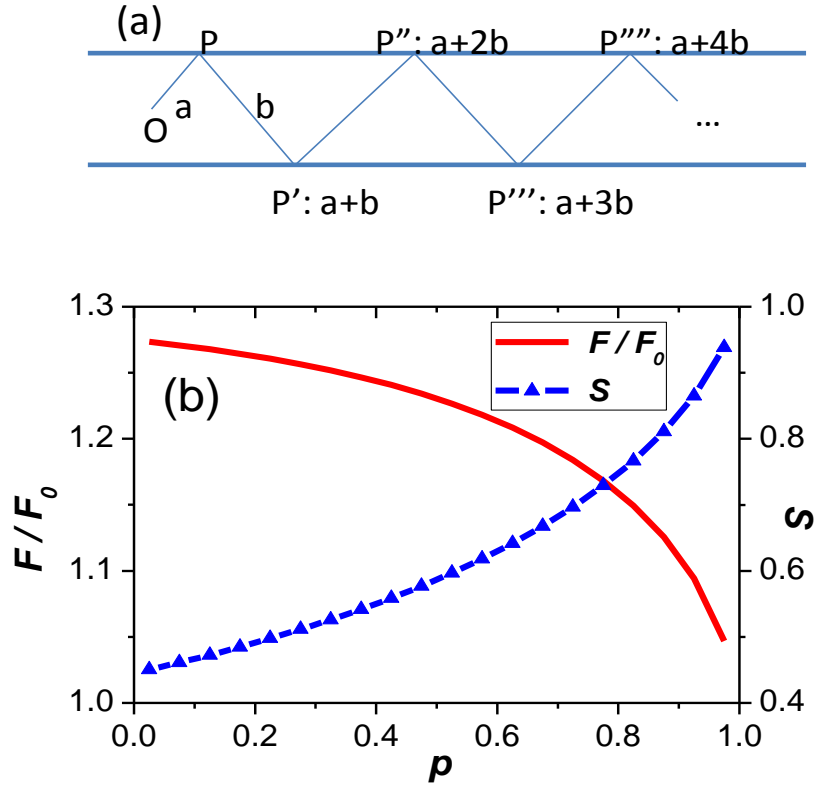 (a)
P P”: a+2b P””: a+4b
a b
O ...
P’: a+b P’”: a+3b
1.3 1.0
F / F0
S
(b)
1.2 0.8
F / F0 S
1.1 0.6
1.0 0.4
0.0 0.2 0.4 0.6 0.8 1.0
p